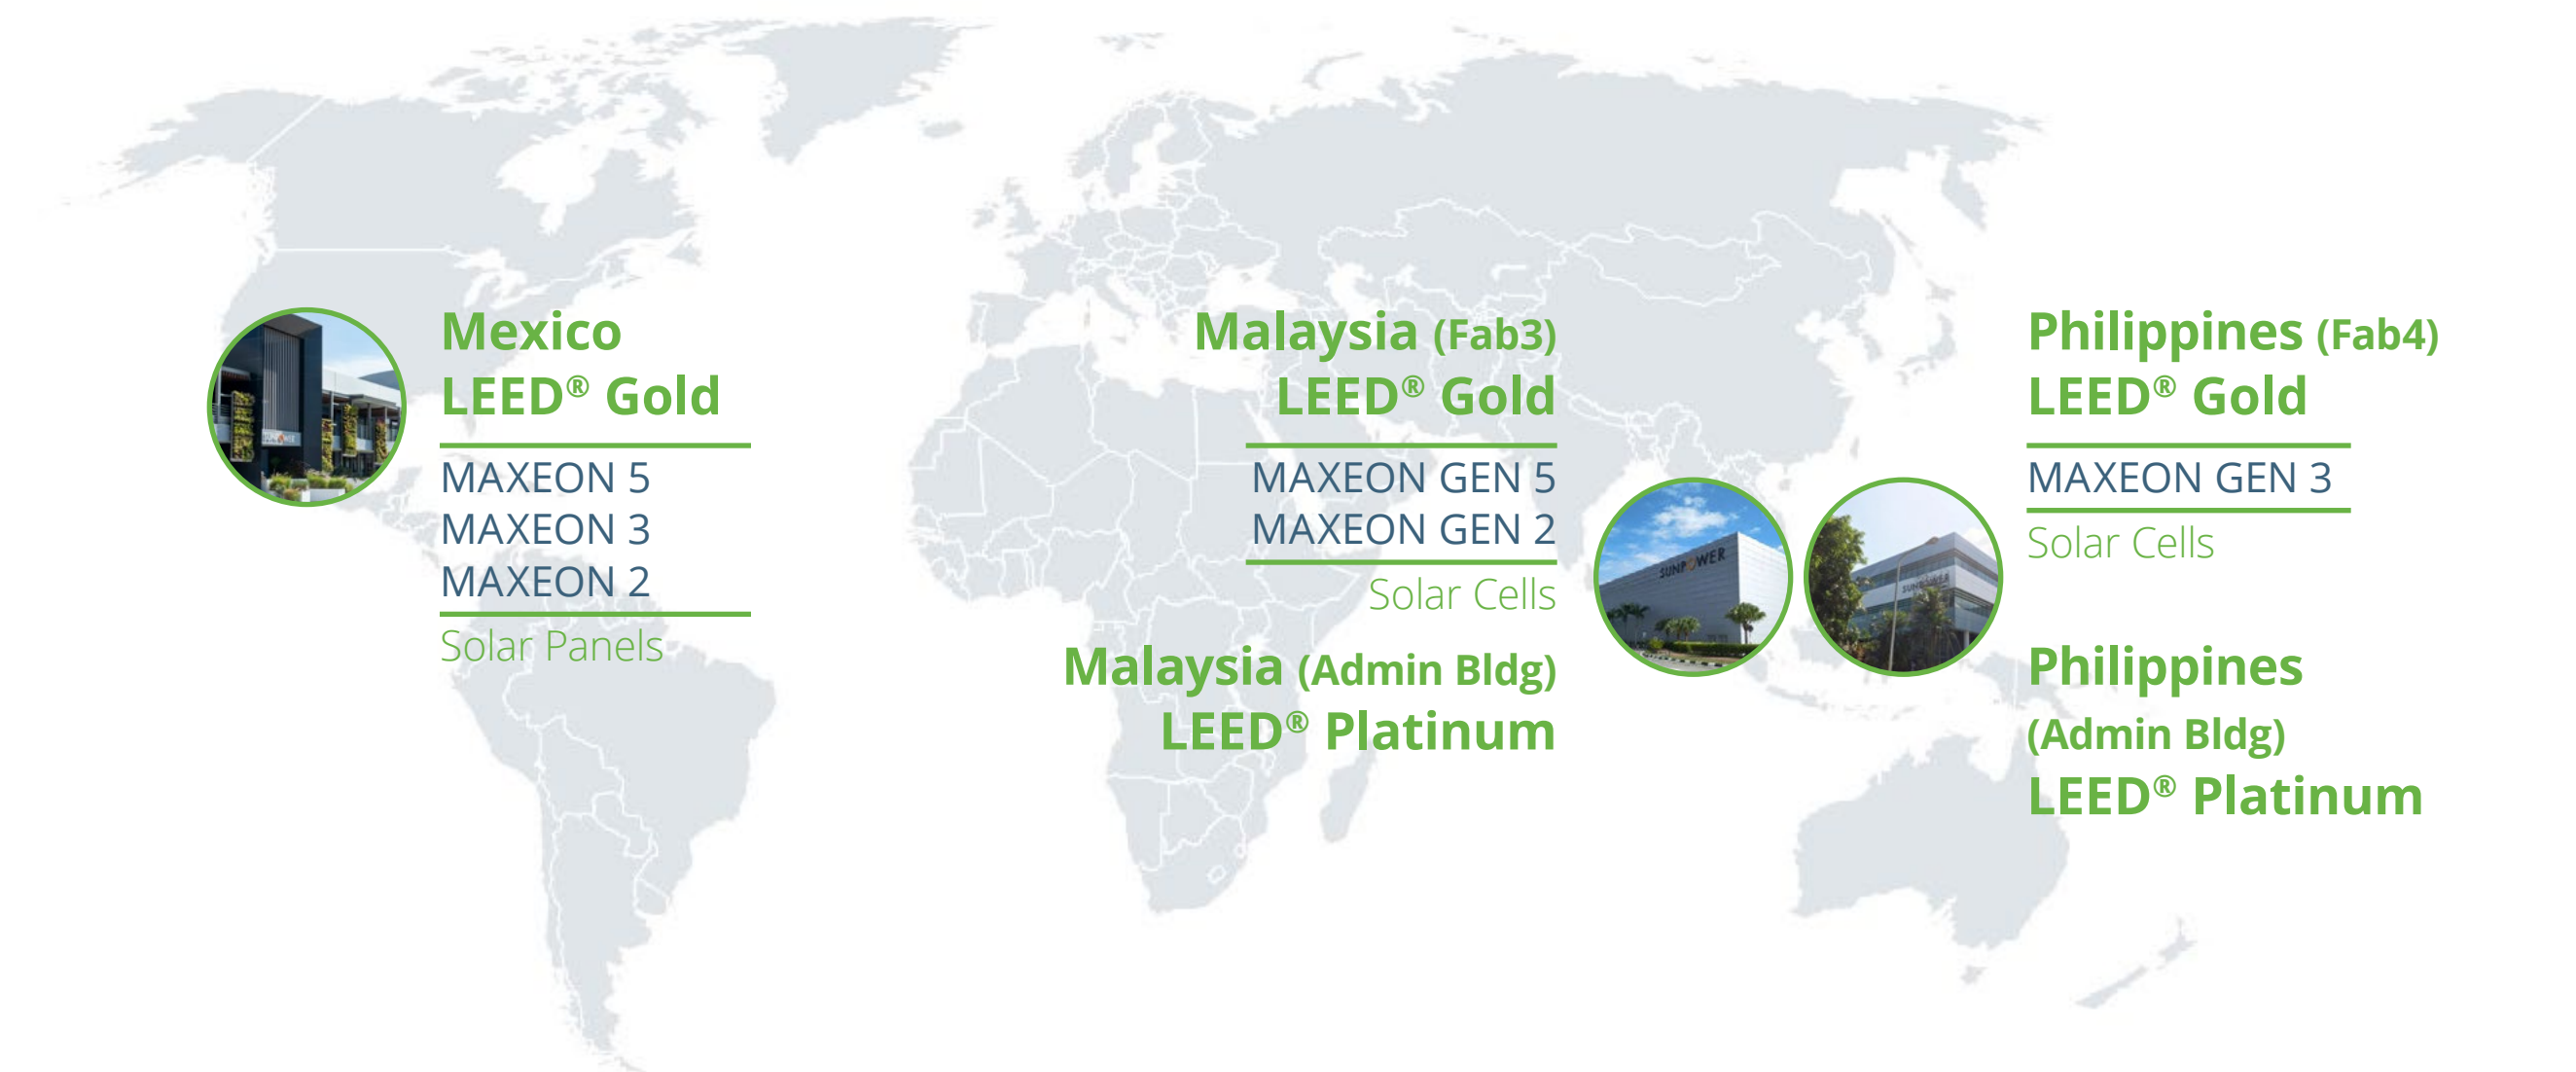 Mexico
LEED® Gold
MAXEON 5
MAXEON 3
MAXEON 2
Solar Panels
Malaysia (Fab3)
LEED® Gold
MAXEON GEN 5
MAXEON GEN 2
Solar Cells
Malaysia (Admin Bldg)
LEED® Platinum
SUNPOWER
SUNPOWER
Philippines (Fab4)
LEED® Gold
MAXEON GEN 3
Solar Cells
Philippines
(Admin Bldg)
LEED® Platinum